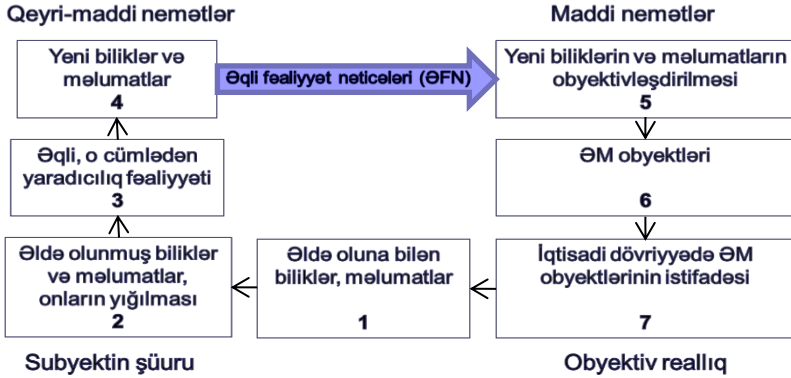 Qeyri-maddi nemətlər
Maddi nemətlər
Yeni biliklər və
məlumatlar
4
Əqli fəaliyyət nəticələri (ƏFN)
Yeni biliklərin və məlumatların
obyektivləşdirilməsi
5
Əqli, o cümlədən
yaradıcılıq fəaliyyəti
3
ƏM obyektləri
6
Əldə olunmuş biliklər
və məlumatlar,
onların yığılması
2
Əldə oluna bilən
biliklər, məlumatlar
1
İqtisadi dövriyyədə ƏM
obyektlərinin istifadəsi
7
Subyektin şüuru
Obyektiv reallıq